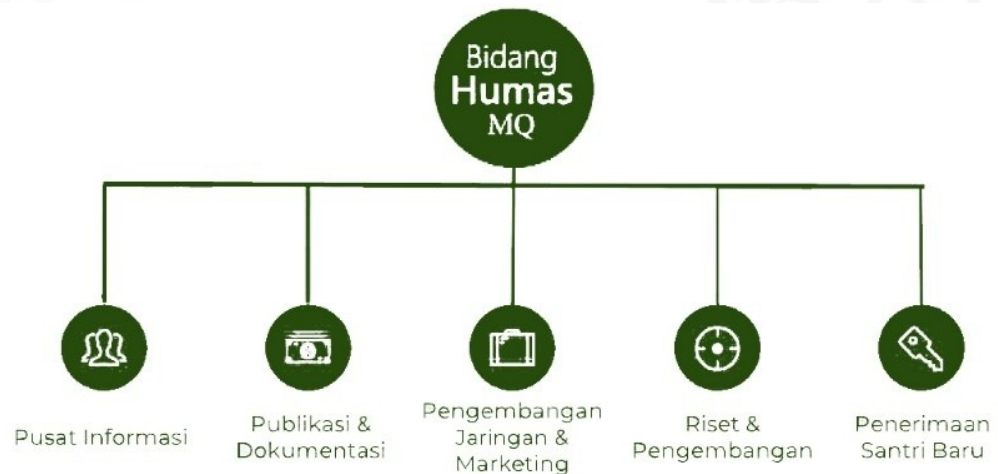 Bidang
Humas
MQ
Pusat Informasi
Publikasi &
Dokumentasi
Pengembangan
Jaringan &
Marketing
Riset &
Pengembangan
Penerimaan
Santri Baru